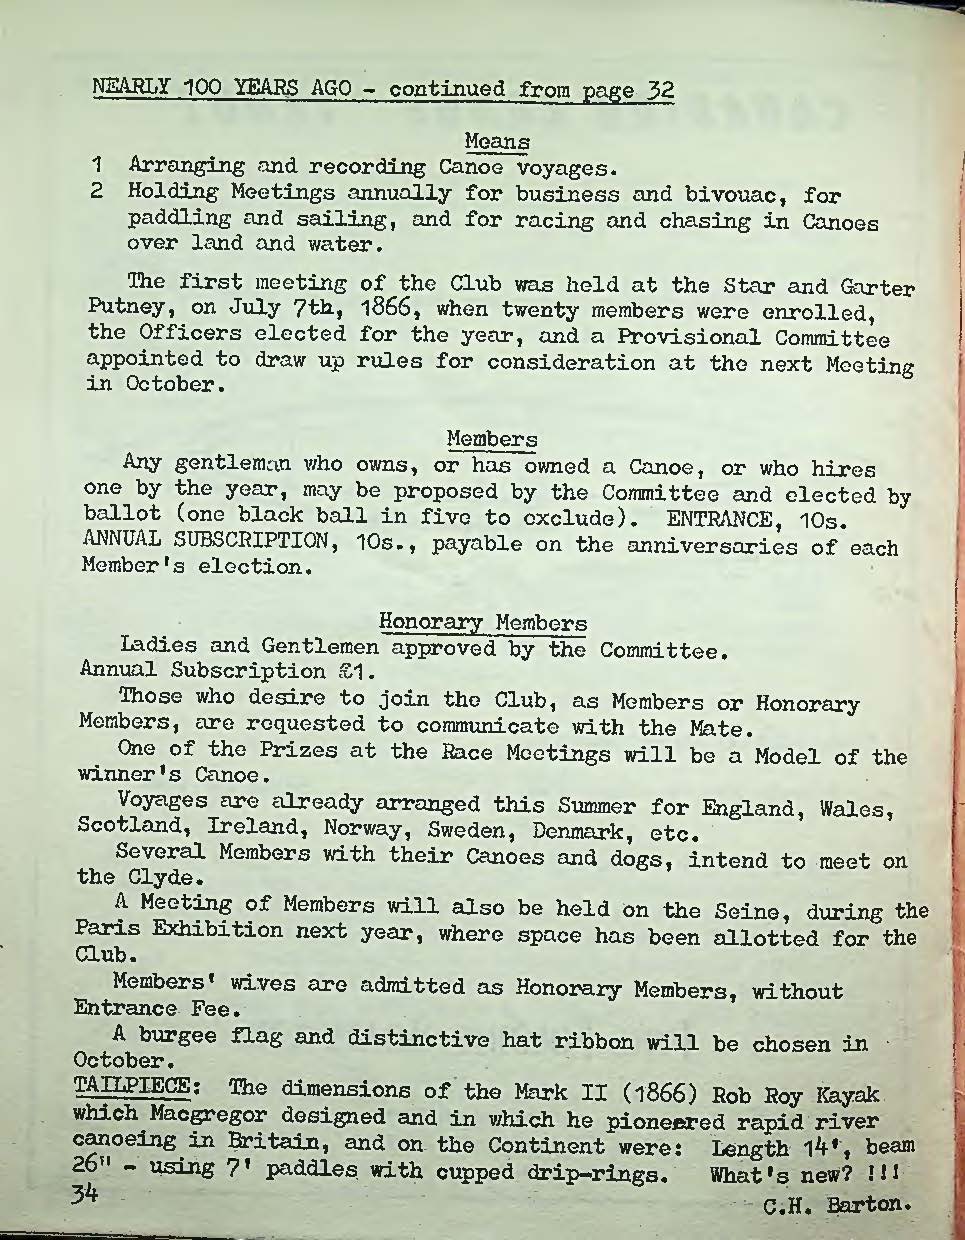 NEARLY 100 YEARS AGO - continued from page 32
Means
1 Arranging and recording Canoe voyages.
2 Holding Meetings annually for business and bivouac, for
paddling and sailing, and for racing and chasing in Canoes
over land and water.
The first meeting of the Club was held at the Star and Garter
Putney, on July 7th, 1866, when twenty members were enrolled,
the Officers elected for the year, and a Provisional Committee
appointed to draw up rules for consideration at the next Meeting
in October.
Members
Any gentleman who owns, or has owned a Canoe, or who hires
one by the year, may be proposed by the Committee and elected by
ballot (one black ball in five to exclude). ENTRANCE, 10s.
ANNUAL SUBSCRIPTION, 10s., payable on the anniversaries of each
Member's election.
Honorary Members
Ladies and Gentlemen approved by the Committee.
Annual Subscription £1.
Those who desire to join the Club, as Members or Honorary
Members, are requested to communicate with the Mate.
One of the Prizes at the Race Meetings will be a Model of the
winner's Canoe.
Voyages are already arranged this Summer for England, Wales,
Scotland, Ireland, Norway, Sweden, Denmark, etc.
Several Members with their Canoes and dogs, intend to meet on
the Clyde.
A Meeting of Members will also be held on the Seine, during the
Paris Exhibition next year, where space has been allotted for the
Club.
Members' wives are admitted as Honorary Members, without
Entrance Fee.
A burgee flag and distinctive hat ribbon will be chosen in
October.
TAILPIECE: The dimensions of the Mark II (1866) Rob Roy Kayak
which Macgregor designed and in which he pioneered rapid river
canoeing in Britain, and on the Continent were: Length 14', beam
26" - using 7' paddles with cupped drip-rings. What's new? !!!
34
C.H. Barton.